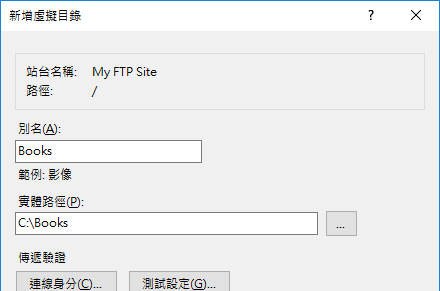 新增虛擬目錄
站台名稱: My FTP Site
路徑: /
別名(A):
Books
範例: 影像
實體路徑(P):
C:\Books
...
傳遞驗證
連線身分(C)... 測試設定(G)...